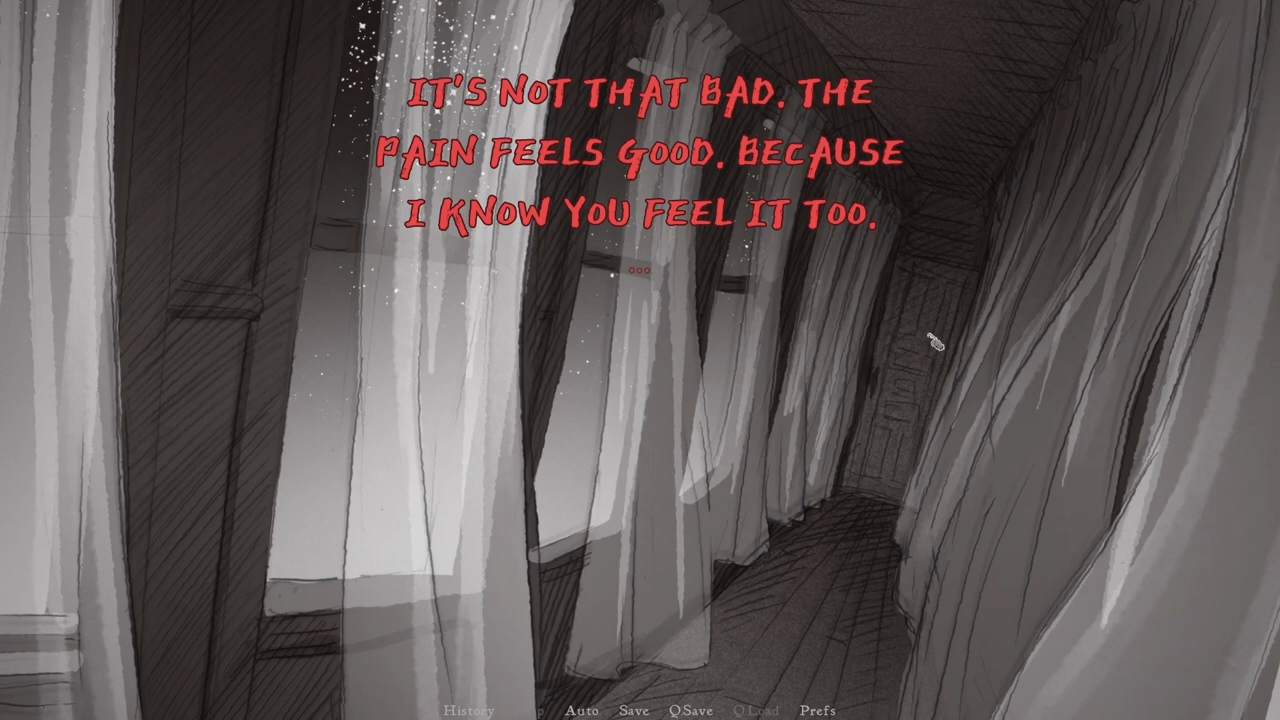 IT'S NOT THAT BAD. THE
PAIN FEELS GOOD. BECAUSE
I KNOW YOU FEEL IT TOO.
...
History Auto Save Q.Save Q.Load Prefs